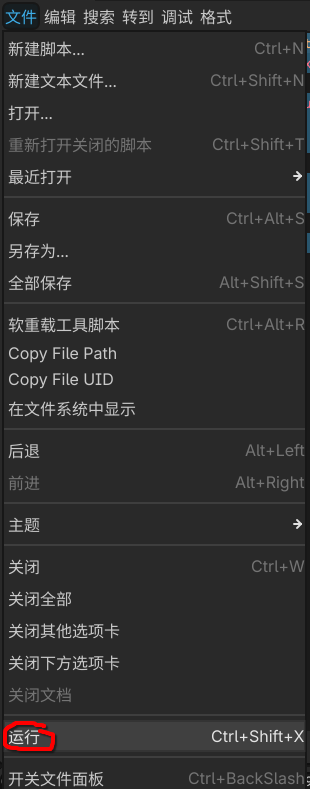 文件 编辑 搜索 转到 调试 格式
新建脚本... Ctrl+N
新建文本文件... Ctrl+Shift+N
打开...
重新打开关闭的脚本 Ctrl+Shift+T
最近打开
保存 Ctrl+Alt+S
另存为...
全部保存 Alt+Shift+S
软重载工具脚本 Ctrl+Alt+R
Copy File Path
Copy File UID
在文件系统中显示
后退 Alt+Left
前进 Alt+Right
主题
关闭 Ctrl+W
关闭全部
关闭其他选项卡
关闭下方选项卡
关闭文档
运行 Ctrl+Shift+X
开关文件面板 Ctrl+BackSlash